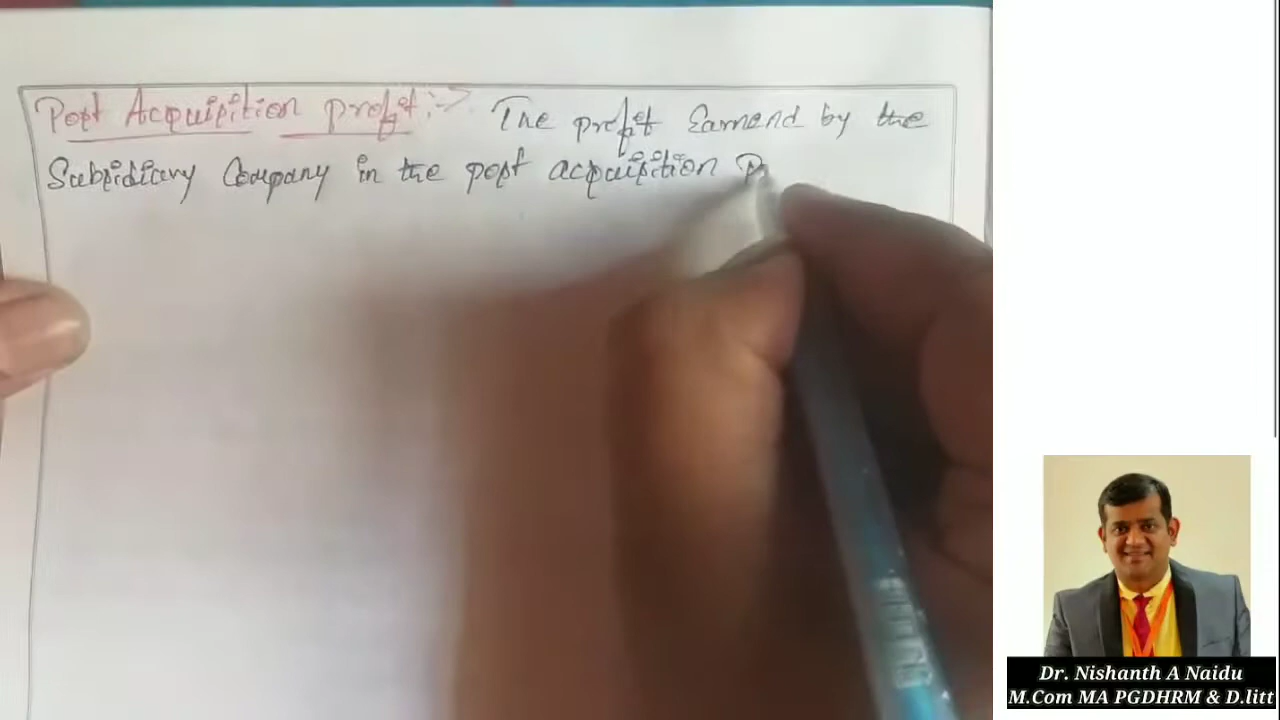 Post Acquisition profit:-> The profit Earnend by the
Subsidiary Company in the post acquisition
Dr. Nishanth A Naidu
M.Com MA PGDHRM & D.litt